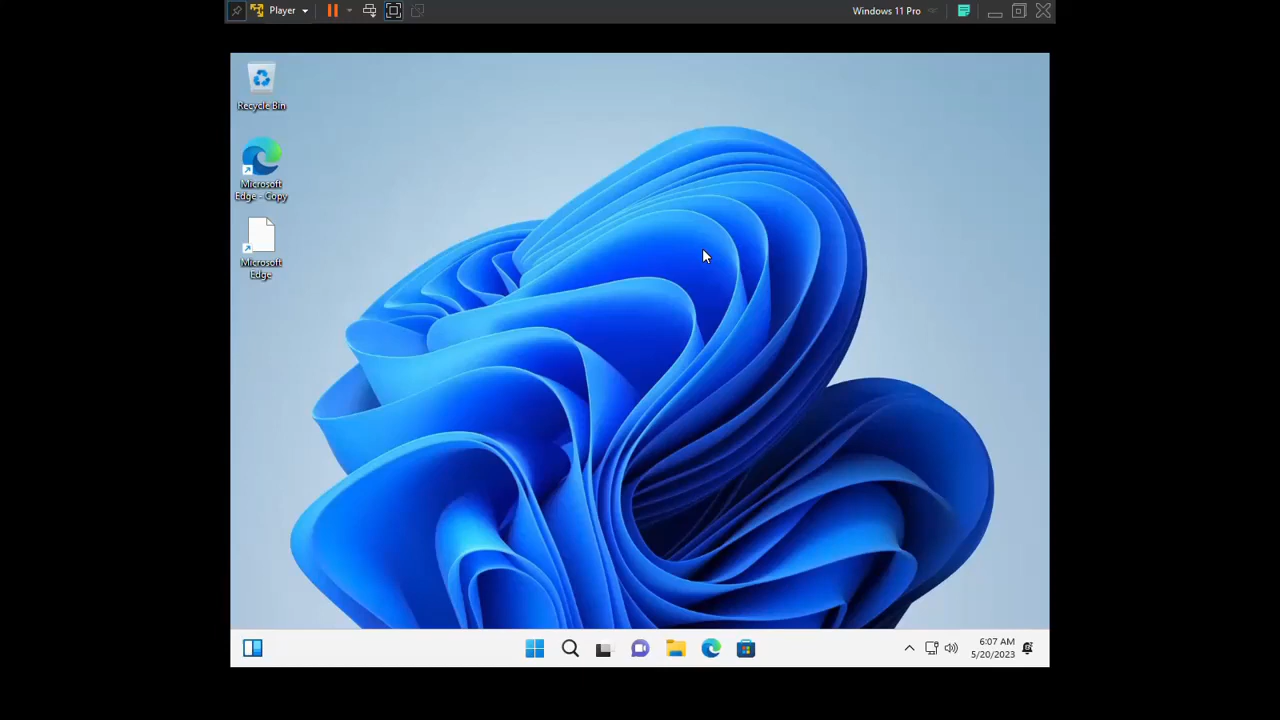 Player
Windows 11 Pro
Recycle Bin
Microsoft
Edge - Copy
Microsoft
Edge
6:07 AM
5/20/2023